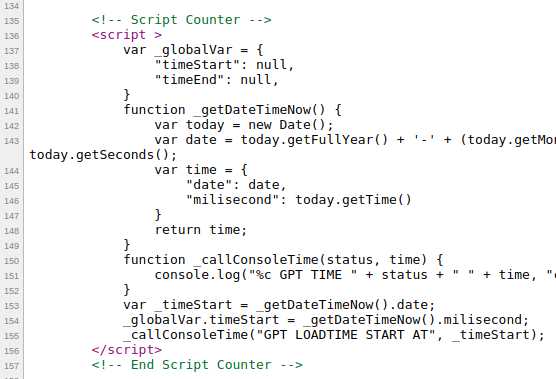 134
135 <!-- Script Counter -->
136 <script >
137 var _globalVar = {
138 "timeStart": null,
139 "timeEnd": null,
140 }
141 function _getDateTimeNow() {
142 var today = new Date();
143 var date = today.getFullYear() + '-' + (today.getMo
today.getSeconds();
144 var time = {
145 "date": date,
146 "milisecond": today.getTime()
147 }
148 return time;
149 }
150 function _callConsoleTime(status, time) {
151 console.log("%c GPT TIME " + status + " " + time, "
152 }
153 var _timeStart = _getDateTimeNow().date;
154 _globalVar.timeStart = _getDateTimeNow().milisecond;
155 _callConsoleTime("GPT LOADTIME START AT", _timeStart);
156 </script>
157 <!-- End Script Counter -->